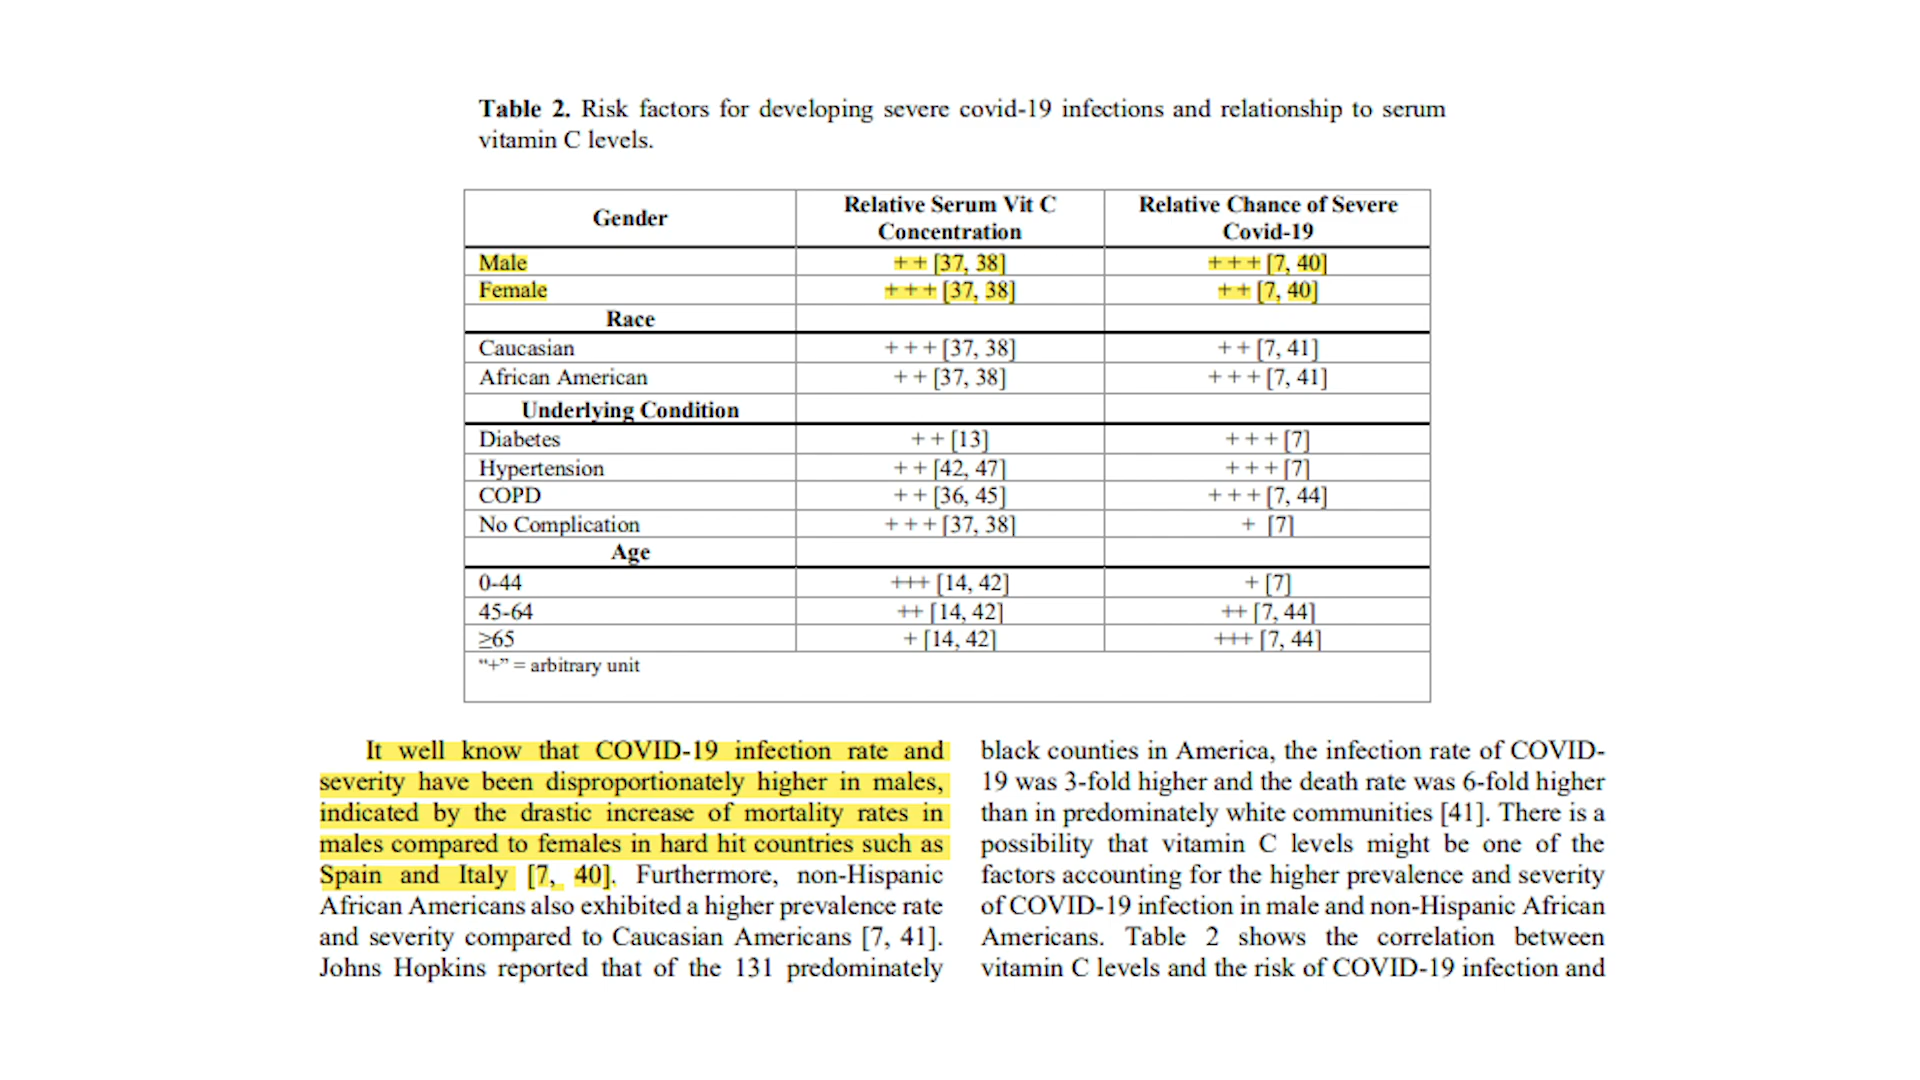 Table 2. Risk factors for developing severe covid-19 infections and relationship to serum
vitamin C levels.
Gender Relative Serum Vit C Concentration Relative Chance of Severe Covid-19
Male ++ [37, 38] +++ [7, 40]
Female +++ [37, 38] ++ [7, 40]
Race
Caucasian +++ [37, 38] ++ [7, 41]
African American ++ [37, 38] +++ [7, 41]
Underlying Condition
Diabetes ++ [13] +++ [7]
Hypertension ++ [42, 47] +++ [7]
COPD ++ [36, 45] +++ [7, 44]
No Complication +++ [37, 38] + [7]
Age
0-44 +++ [14, 42] + [7]
45-64 ++ [14, 42] ++ [7, 44]
≥65 + [14, 42] +++ [7, 44]
“+” = arbitrary unit
It well know that COVID-19 infection rate and
severity have been disproportionately higher in males,
indicated by the drastic increase of mortality rates in
males compared to females in hard hit countries such as
Spain and Italy [7, 40]. Furthermore, non-Hispanic
African Americans also exhibited a higher prevalence rate
and severity compared to Caucasian Americans [7, 41].
Johns Hopkins reported that of the 131 predominately
black counties in America, the infection rate of COVID-
19 was 3-fold higher and the death rate was 6-fold higher
than in predominately white communities [41]. There is a
possibility that vitamin C levels might be one of the
factors accounting for the higher prevalence and severity
of COVID-19 infection in male and non-Hispanic African
Americans. Table 2 shows the correlation between
vitamin C levels and the risk of COVID-19 infection and